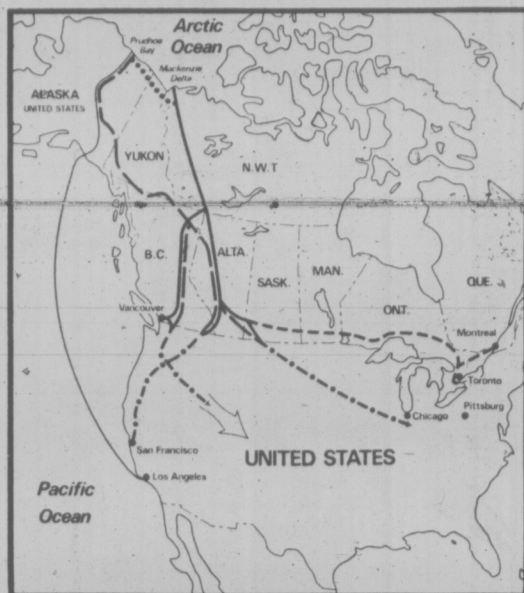 Arctic
Ocean
Prudhoe
Bay
Mackenzie
Delta
ALASKA
UNITED STATES
YUKON
N.W.T
B.C.
ALTA.
SASK.
MAN.
ONT.
QUE.
Vancouver
Montreal
Toronto
Chicago
Pittsburg
San Francisco
Los Angeles
UNITED STATES
Pacific
Ocean